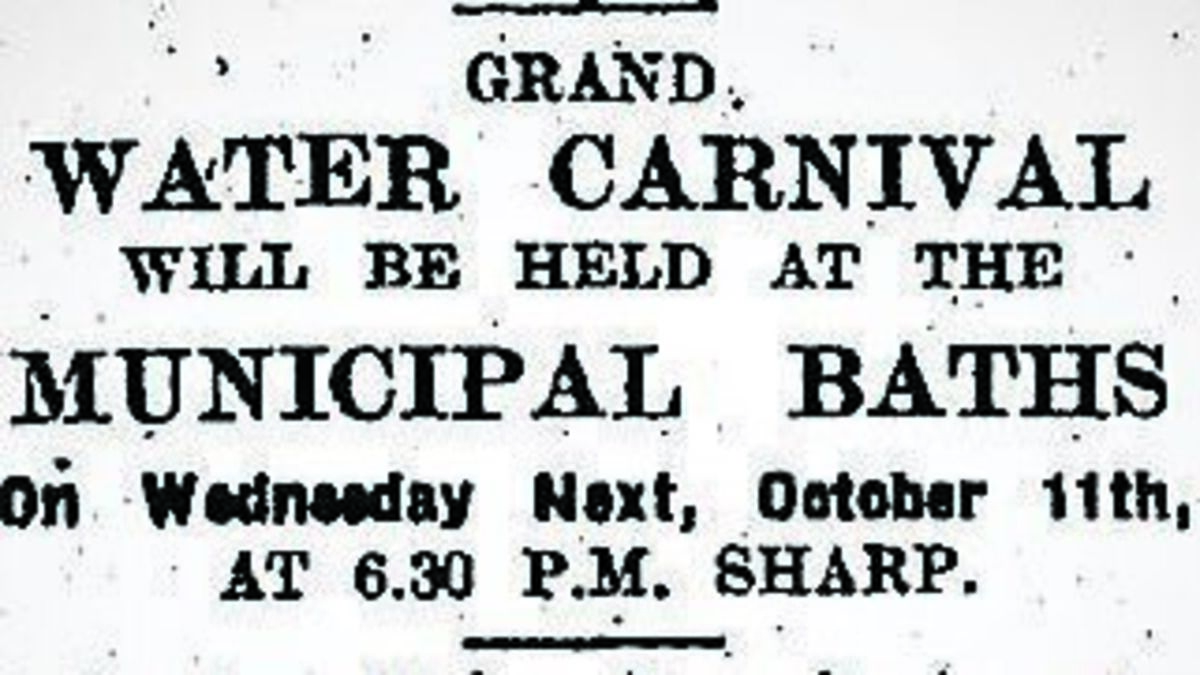 GRAND
WATER CARNIVAL
WILL BE HELD AT THE
MUNICIPAL BATHS
On Wednesday Next, October 11th,
AT 6.30 P.M. SHARP.